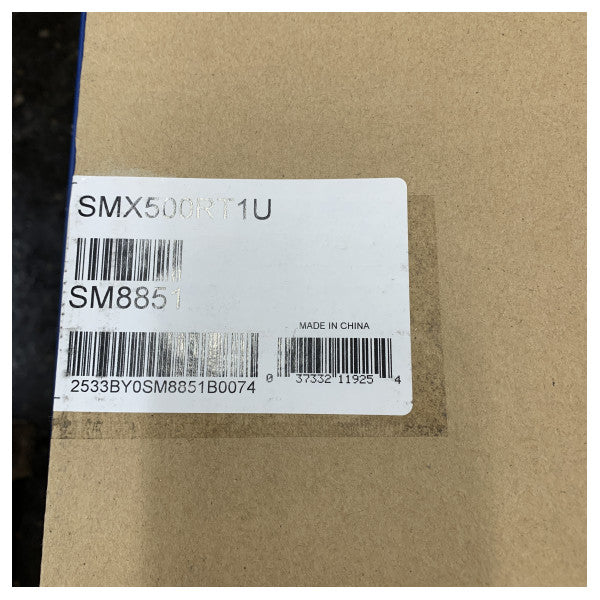 SMX500RT1U
SM8851
MADE IN CHINA
2533BY0SM8851B0074
0 37332 11925 4